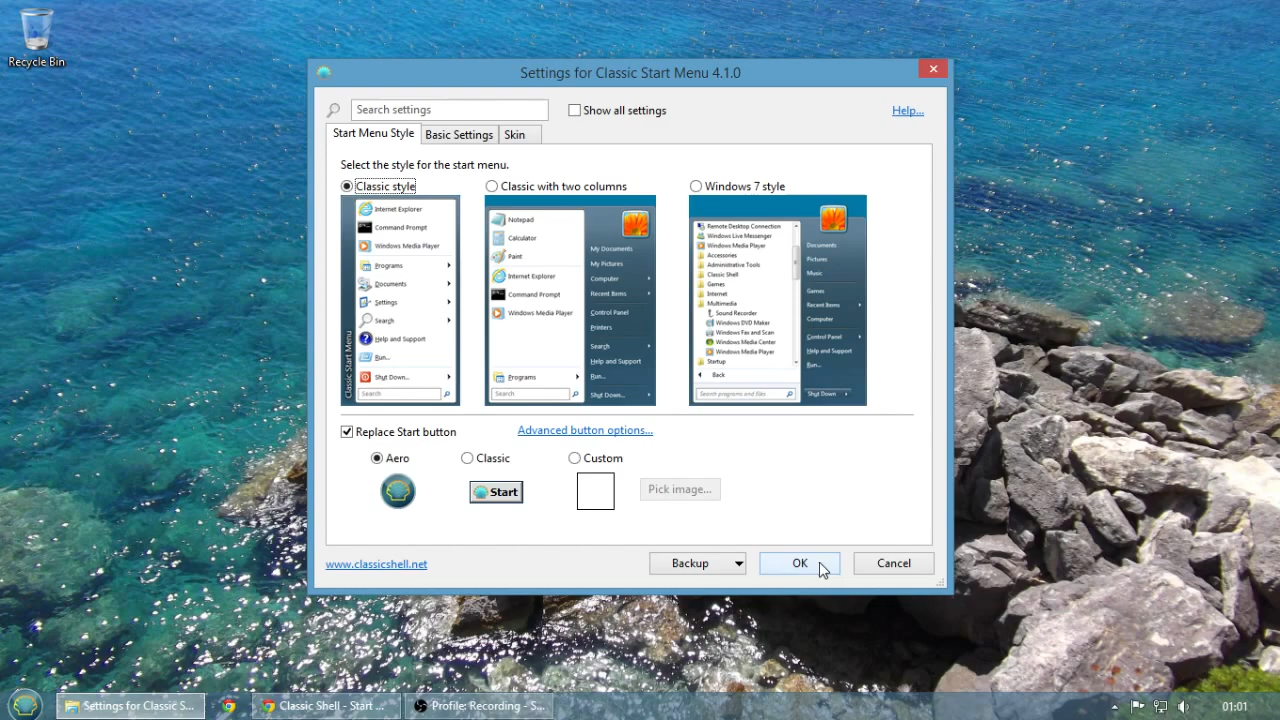 Recycle Bin
Settings for Classic Start Menu 4.1.0
Search settings
Show all settings
Help...
Start Menu Style
Basic Settings
Skin
Select the style for the start menu.
Classic style
Classic with two columns
Windows 7 style
Internet Explorer
Command Prompt
Windows Media Player
Programs
Documents
Settings
Search
Help and Support
Run...
Shut Down...
Search
Classic Start Menu
Notepad
Calculator
Paint
Internet Explorer
Command Prompt
Windows Media Player
Programs
Search
My Documents
My Pictures
Computer
Recent Items
Control Panel
Printers
Search
Help and Support
Run...
Shut Down...
Remote Desktop Connection
Windows Live Messenger
Windows Media Player
Accessories
Administrative Tools
Classic Shell
Games
Internet
Multimedia
Sound Recorder
Windows DVD Maker
Windows Fax and Scan
Windows Media Center
Windows Media Player
Startup
Back
Search programs and files
Documents
Pictures
Music
Games
Recent Items
Computer
Control Panel
Help and Support
Run...
Shut Down
Replace Start button
Advanced button options...
Aero
Classic
Custom
Start
Pick image...
www.classicshell.net
Backup
OK
Cancel
Settings for Classic S...
Classic Shell - Start ...
Profile: Recording - S...
01:01